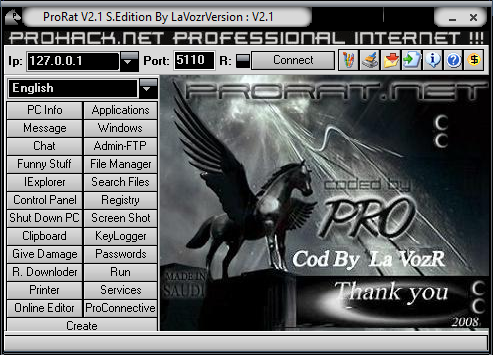 ProRat V2.1 S.Edition By LaVozrVersion : V2.1
PROHACK.NET PROFESSIONAL INTERNET !!!
Ip: 127.0.0.1 Port: 5110 R: Connect
English
PC Info Applications
Message Windows
Chat Admin-FTP
Funny Stuff File Manager
IExplorer Search Files
Control Panel Registry
Shut Down PC Screen Shot
Clipboard KeyLogger
Give Damage Passwords
R. Downloder Run
Printer Services
Online Editor ProConnective
Create
PRORAT.NET
coded by
PRO
Cod By La VozR
MADE IN
SAUDI
Thank you
2008